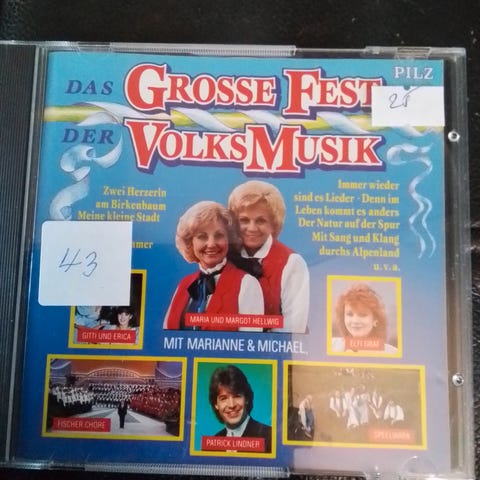 PILZ
DAS GROSSE FEST
DER VOLKSMUSIK
28
Zwei Herzerln
am Birkenbaum
Meine kleine Stadt
43
Immer wieder
sind es Lieder · Denn im
Leben kommt es anders
Der Natur auf der Spur
Mit Sang und Klang
durchs Alpenland
u. v. a.
MARIA UND MARGOT HELLWIG
GITTI UND ERICA
MIT MARIANNE & MICHAEL,
ELFI GRAF
FISCHER CHÖRE
PATRICK LINDNER